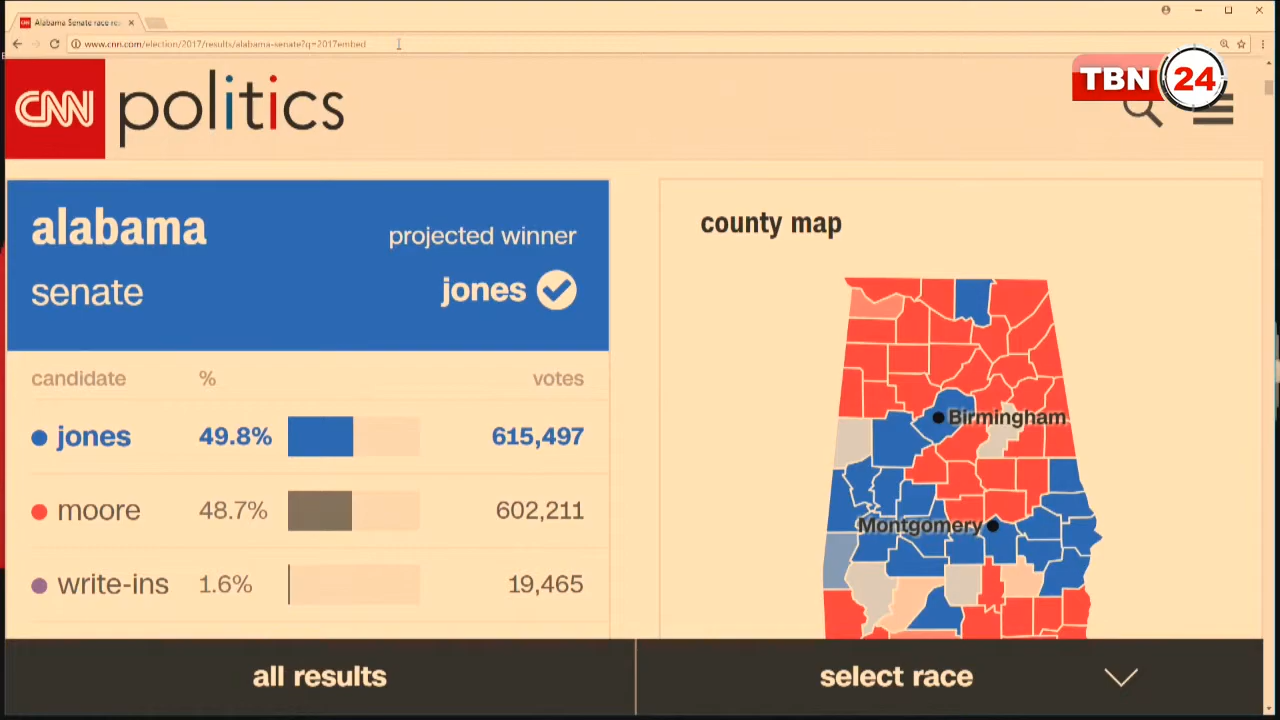 Alabama Senate race re
www.cnn.com/election/2017/results/alabama-senate?q=2017embed
TBN 24
CNN politics
alabama
senate
projected winner
jones
candidate % votes
jones 49.8% 615,497
moore 48.7% 602,211
write-ins 1.6% 19,465
county map
Birmingham
Montgomery
all results
select race